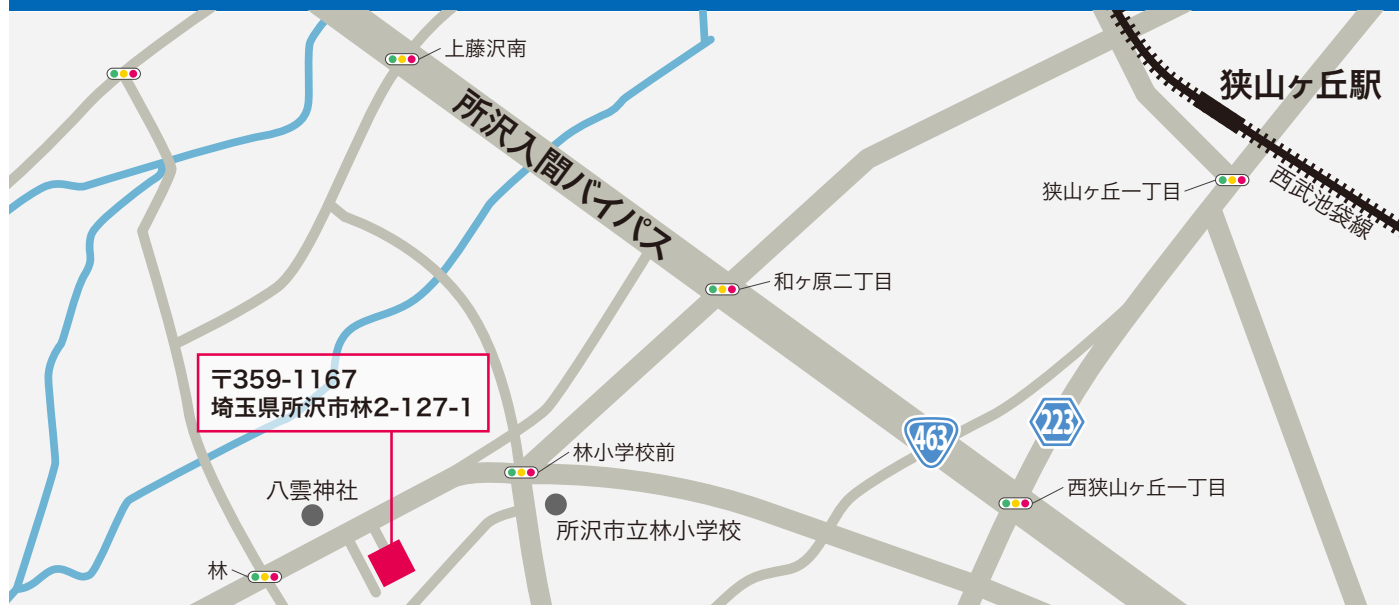 上藤沢南
狭山ヶ丘駅
所沢入間バイパス
狭山ヶ丘一丁目
西武池袋線
和ヶ原二丁目
〒359-1167
埼玉県所沢市林2-127-1
463
223
林小学校前
西狭山ヶ丘一丁目
八雲神社
所沢市立林小学校
林